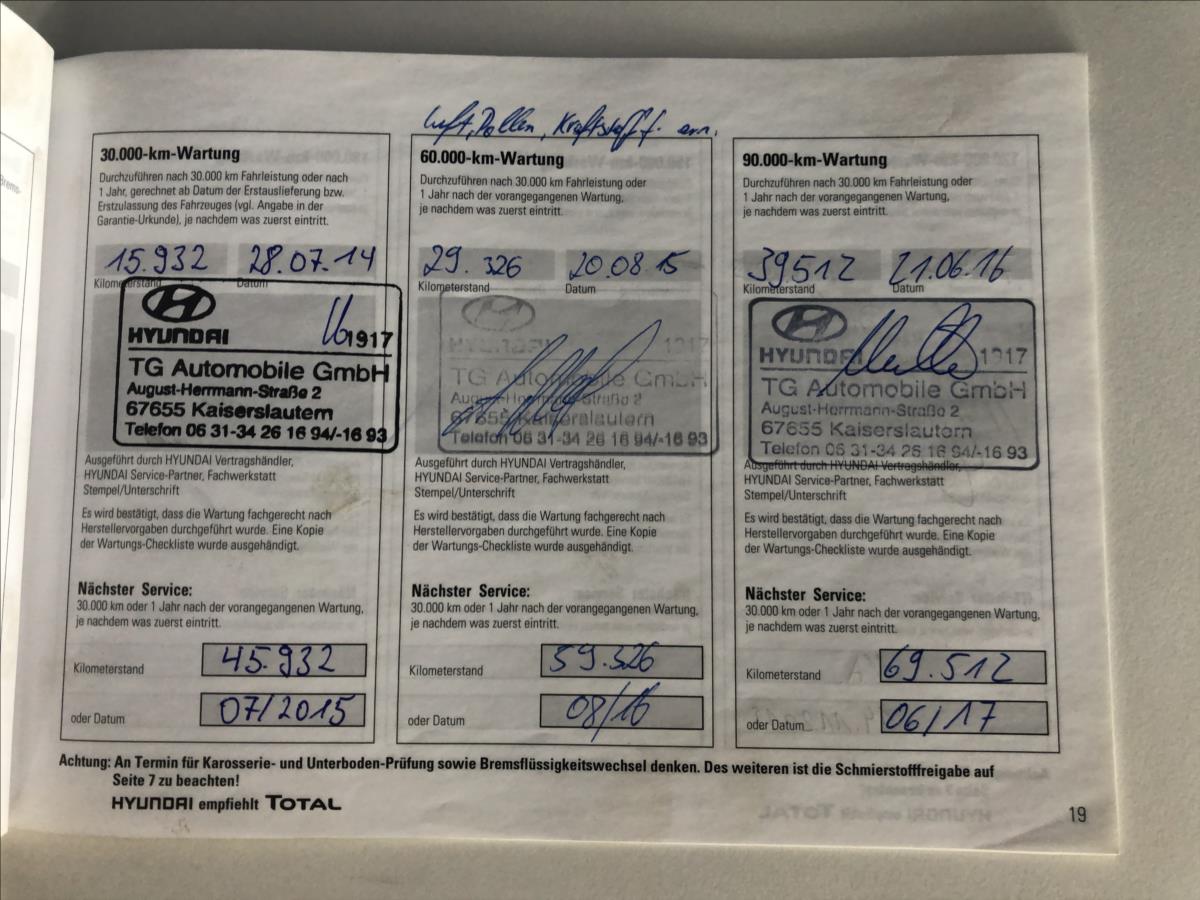 Luft, Pollen, Kraftstoff f. ern.
30.000-km-Wartung
Durchzuführen nach 30.000 km Fahrleistung oder nach
1 Jahr, gerechnet ab Datum der Erstauslieferung bzw.
Erstzulassung des Fahrzeuges (vgl. Angabe in der
Garantie-Urkunde), je nachdem was zuerst eintritt.
15.932 28.07.14
Kilometerstand Datum
HYUNDAI 1917
TG Automobile GmbH
August-Herrmann-Straße 2
67655 Kaiserslautern
Telefon 06 31-34 26 16 94/-16 93
Ausgeführt durch HYUNDAI Vertragshändler,
HYUNDAI Service-Partner, Fachwerkstatt
Stempel/Unterschrift
Es wird bestätigt, dass die Wartung fachgerecht nach
Herstellervorgaben durchgeführt wurde. Eine Kopie
der Wartungs-Checkliste wurde ausgehändigt.
Nächster Service:
30.000 km oder 1 Jahr nach der vorangegangenen Wartung,
je nachdem was zuerst eintritt.
Kilometerstand 45.932
oder Datum 07/2015
60.000-km-Wartung
Durchzuführen nach 30.000 km Fahrleistung oder
1 Jahr nach der vorangegangenen Wartung,
je nachdem was zuerst eintritt.
29.326 20.08.15
Kilometerstand Datum
HYUNDAI 1917
TG Automobile GmbH
August-Herrmann-Straße 2
67655 Kaiserslautern
Telefon 06 31-34 26 16 94/-16 93
Ausgeführt durch HYUNDAI Vertragshändler,
HYUNDAI Service-Partner, Fachwerkstatt
Stempel/Unterschrift
Es wird bestätigt, dass die Wartung fachgerecht nach
Herstellervorgaben durchgeführt wurde. Eine Kopie
der Wartungs-Checkliste wurde ausgehändigt.
Nächster Service:
30.000 km oder 1 Jahr nach der vorangegangenen Wartung,
je nachdem was zuerst eintritt.
Kilometerstand 59.326
oder Datum 08/16
90.000-km-Wartung
Durchzuführen nach 30.000 km Fahrleistung oder
1 Jahr nach der vorangegangenen Wartung,
je nachdem was zuerst eintritt.
39512 21.06.16
Kilometerstand Datum
HYUNDAI 1917
TG Automobile GmbH
August-Herrmann-Straße 2
67655 Kaiserslautern
Telefon 06 31-34 26 16 94/-16 93
Ausgeführt durch HYUNDAI Vertragshändler,
HYUNDAI Service-Partner, Fachwerkstatt
Stempel/Unterschrift
Es wird bestätigt, dass die Wartung fachgerecht nach
Herstellervorgaben durchgeführt wurde. Eine Kopie
der Wartungs-Checkliste wurde ausgehändigt.
Nächster Service:
30.000 km oder 1 Jahr nach der vorangegangenen Wartung,
je nachdem was zuerst eintritt.
Kilometerstand 69.512
oder Datum 06/17
Achtung: An Termin für Karosserie- und Unterboden-Prüfung sowie Bremsflüssigkeitswechsel denken. Des weiteren ist die Schmierstofffreigabe auf
Seite 7 zu beachten!
HYUNDAI empfiehlt TOTAL
19